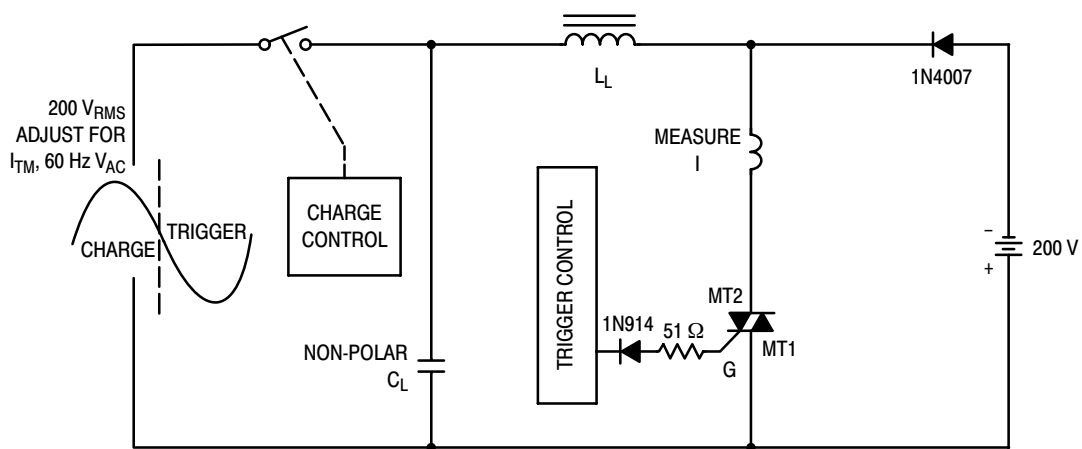 200 V_RMS
ADJUST FOR
I_TM, 60 Hz V_AC
CHARGE
TRIGGER
CHARGE
CONTROL
NON-POLAR
C_L
L_L
MEASURE
I
TRIGGER CONTROL
1N914
51 Ω
MT2
MT1
G
1N4007
–
+
200 V